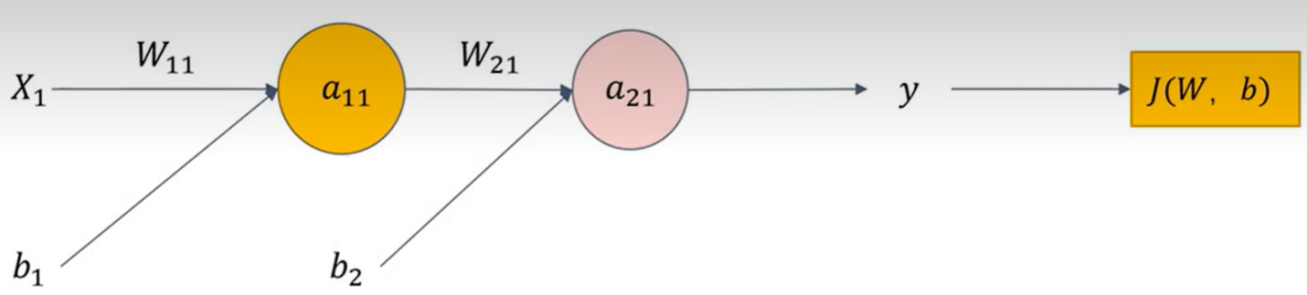 W₁₁ W₂₁
X₁ a₁₁ a₂₁ y J(W, b)
b₁ b₂